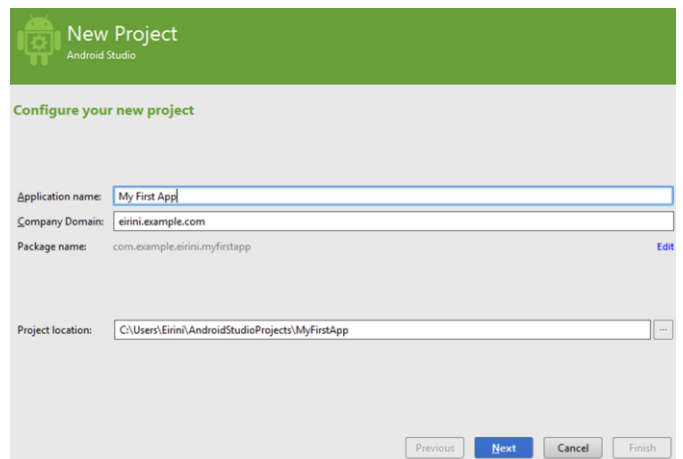 New Project
Android Studio
Configure your new project
Application name: My First App
Company Domain: eirini.example.com
Package name: com.example.eirini.myfirstapp Edit
Project location: C:\Users\Eirini\AndroidStudioProjects\MyFirstApp ...
Previous Next Cancel Finish